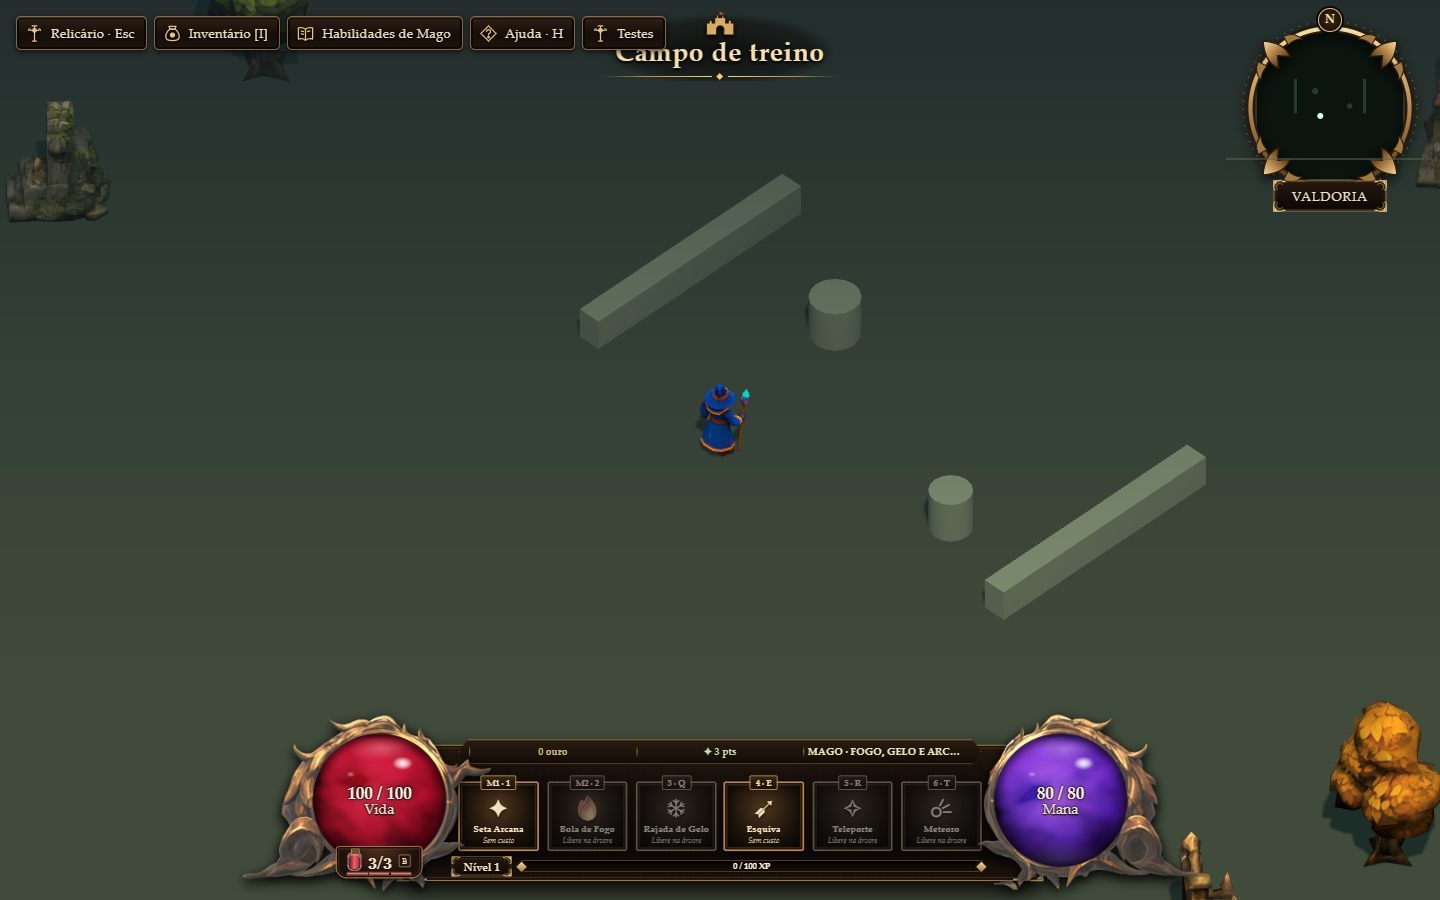 Relicário · Esc
Inventário [I]
Habilidades de Mago
Ajuda · H
Testes
Campo de treino
N
VALDORIA
0 ouro
3 pts
MAGO · FOGO, GELO E ARC...
100 / 100
Vida
3/3
B
M1 · 1
Seta Arcana
Sem custo
M2 · 2
Bola de Fogo
Libere na árvore
3 · Q
Rajada de Gelo
Libere na árvore
4 · E
Esquiva
Sem custo
5 · R
Teleporte
Libere na árvore
6 · T
Meteoro
Libere na árvore
80 / 80
Mana
Nível 1
0 / 100 XP